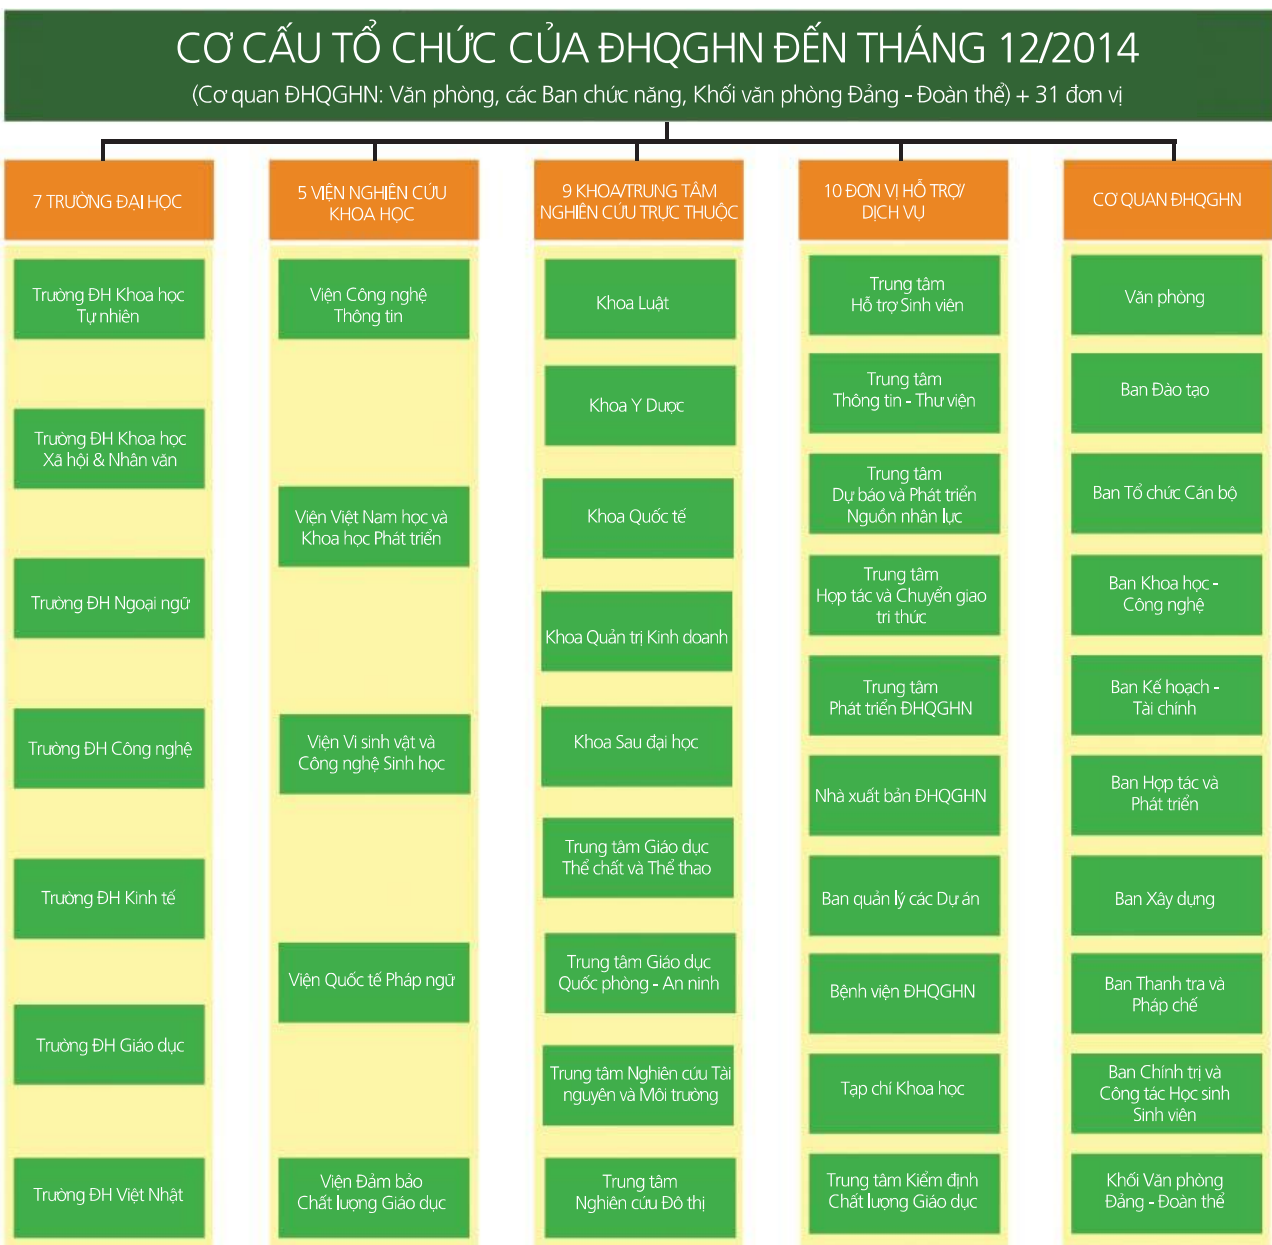 CƠ CẤU TỔ CHỨC CỦA ĐHQGHN ĐẾN THÁNG 12/2014
(Cơ quan ĐHQGHN: Văn phòng, các Ban chức năng, Khối văn phòng Đảng - Đoàn thể) + 31 đơn vị
7 TRƯỜNG ĐẠI HỌC
Trường ĐH Khoa học
Tự nhiên
Trường ĐH Khoa học
Xã hội & Nhân văn
Trường ĐH Ngoại ngữ
Trường ĐH Công nghệ
Trường ĐH Kinh tế
Trường ĐH Giáo dục
Trường ĐH Việt Nhật
5 VIỆN NGHIÊN CỨU
KHOA HỌC
Viện Công nghệ
Thông tin
Viện Việt Nam học và
Khoa học Phát triển
Viện Vi sinh vật và
Công nghệ Sinh học
Viện Quốc tế Pháp ngữ
Viện Đảm bảo
Chất lượng Giáo dục
9 KHOA/TRUNG TÂM
NGHIÊN CỨU TRỰC THUỘC
Khoa Luật
Khoa Y Dược
Khoa Quốc tế
Khoa Quản trị Kinh doanh
Khoa Sau đại học
Trung tâm Giáo dục
Thể chất và Thể thao
Trung tâm Giáo dục
Quốc phòng - An ninh
Trung tâm Nghiên cứu Tài
nguyên và Môi trường
Trung tâm
Nghiên cứu Đô thị
10 ĐƠN VỊ HỖ TRỢ/
DỊCH VỤ
Trung tâm
Hỗ trợ Sinh viên
Trung tâm
Thông tin - Thư viện
Trung tâm
Dự báo và Phát triển
Nguồn nhân lực
Trung tâm
Hợp tác và Chuyển giao
tri thức
Trung tâm
Phát triển ĐHQGHN
Nhà xuất bản ĐHQGHN
Ban quản lý các Dự án
Bệnh viện ĐHQGHN
Tạp chí Khoa học
Trung tâm Kiểm định
Chất lượng Giáo dục
CƠ QUAN ĐHQGHN
Văn phòng
Ban Đào tạo
Ban Tổ chức Cán bộ
Ban Khoa học -
Công nghệ
Ban Kế hoạch -
Tài chính
Ban Hợp tác và
Phát triển
Ban Xây dựng
Ban Thanh tra và
Pháp chế
Ban Chính trị và
Công tác Học sinh
Sinh viên
Khối Văn phòng
Đảng - Đoàn thể